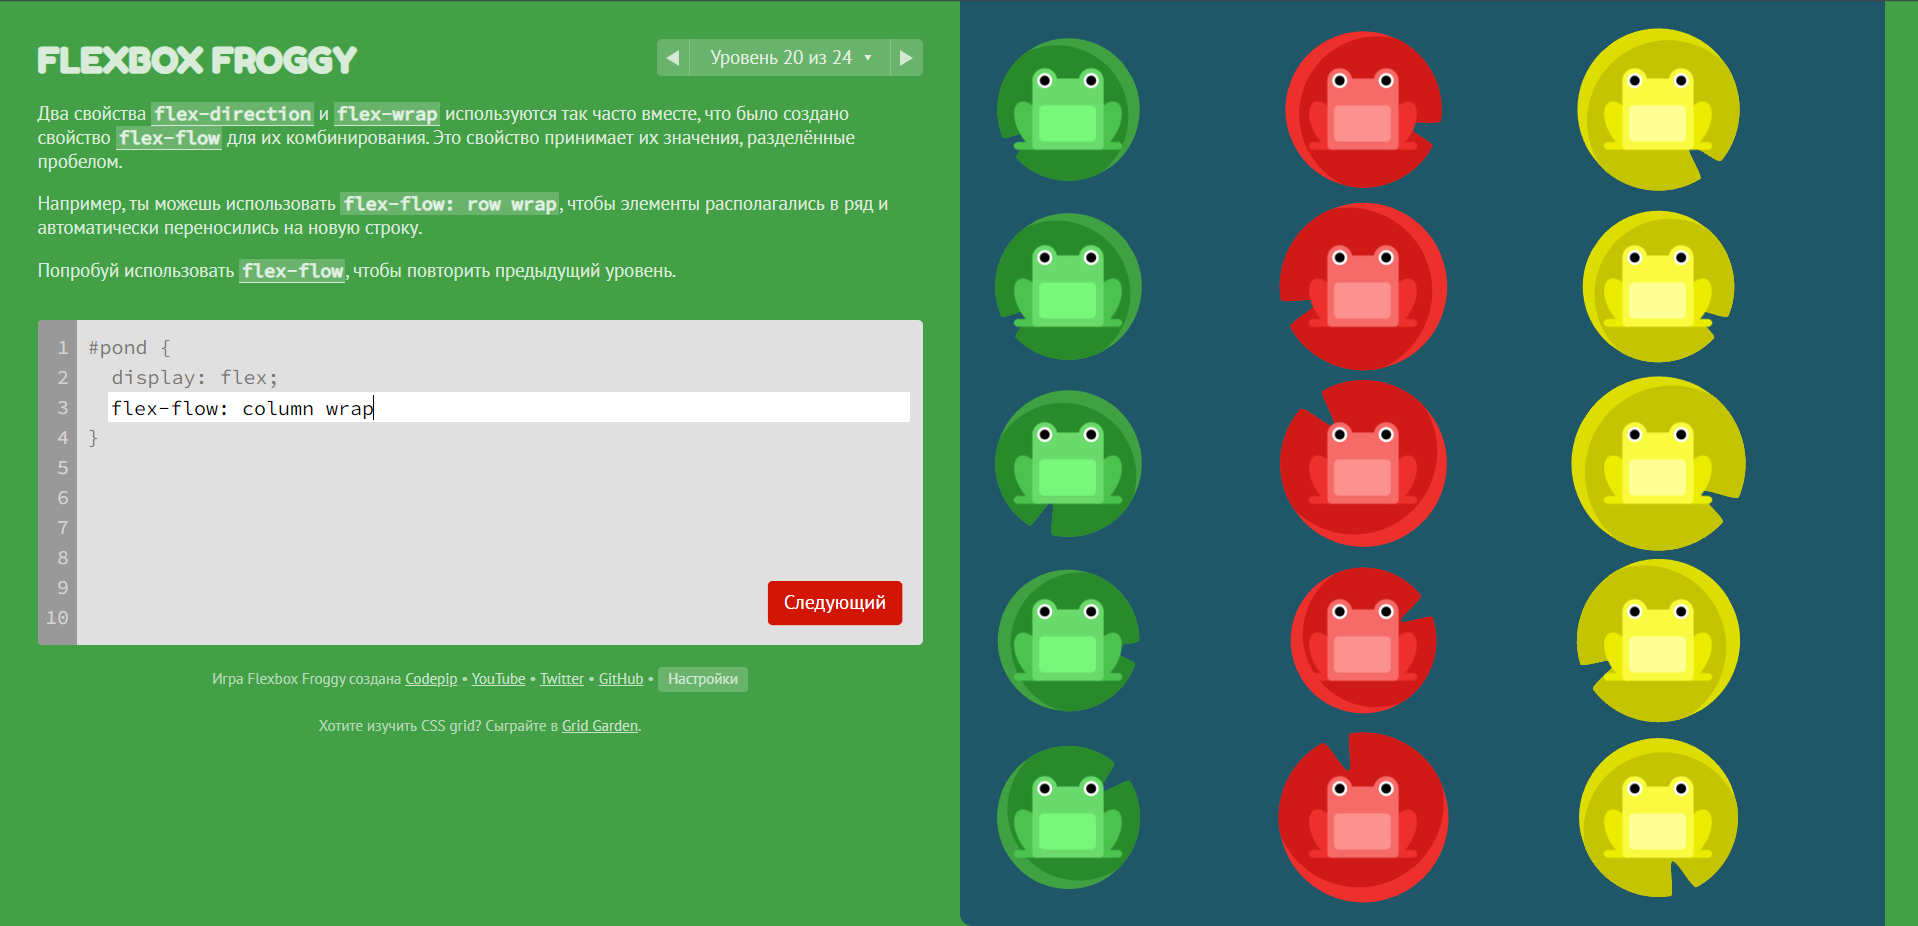 FLEXBOX FROGGY
Уровень 20 из 24
Два свойства flex-direction и flex-wrap используются так часто вместе, что было создано
свойство flex-flow для их комбинирования. Это свойство принимает их значения, разделённые
пробелом.
Например, ты можешь использовать flex-flow: row wrap, чтобы элементы располагались в ряд и
автоматически переносились на новую строку.
Попробуй использовать flex-flow, чтобы повторить предыдущий уровень.
1 #pond {
2 display: flex;
3 flex-flow: column wrap
4 }
5
6
7
8
9
10
Следующий
Игра Flexbox Froggy создана Codepip • YouTube • Twitter • GitHub • Настройки
Хотите изучить CSS grid? Сыграйте в Grid Garden.